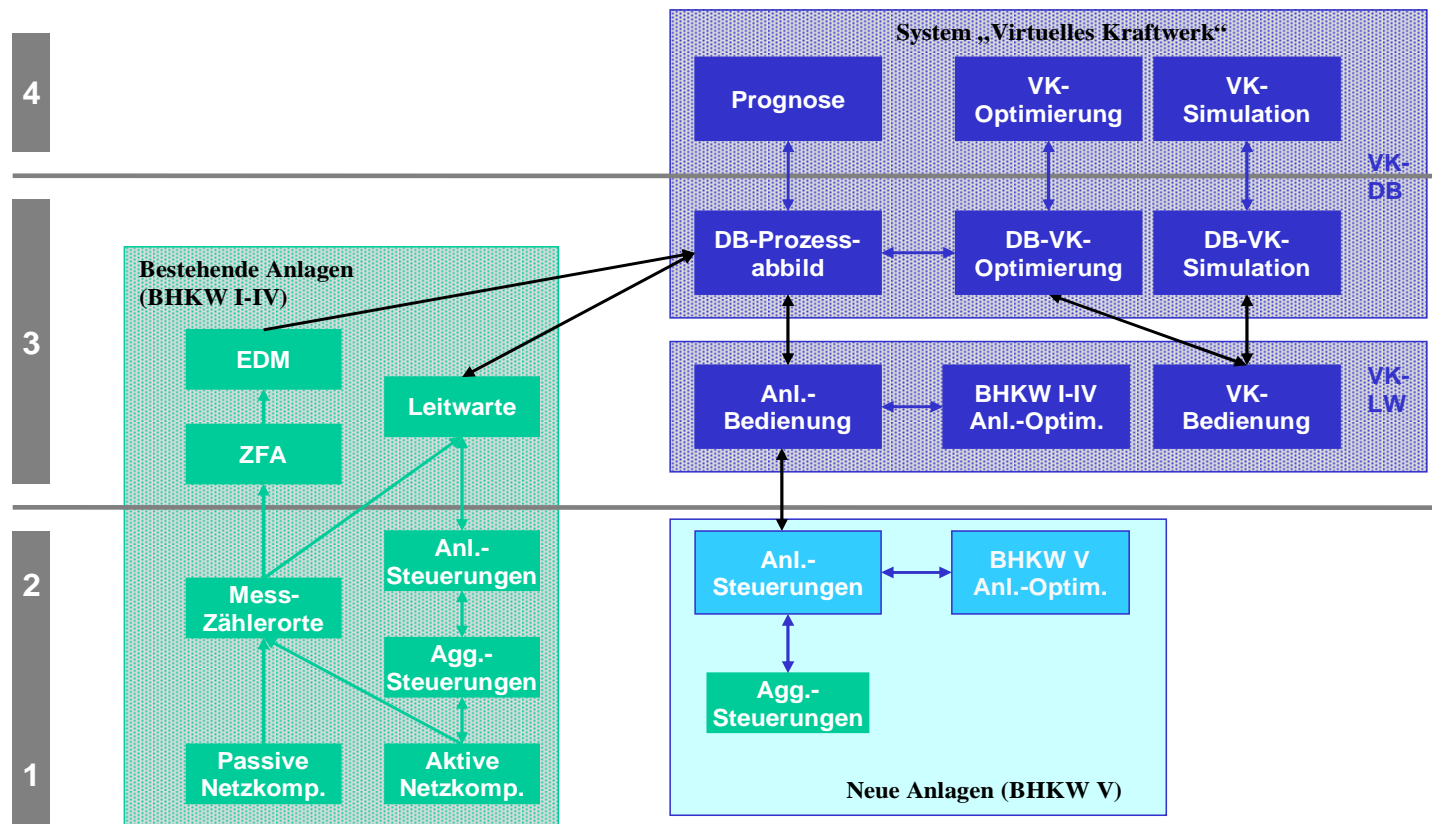 System „Virtuelles Kraftwerk“
4
Prognose
VK-
Optimierung
VK-
Simulation
VK-
DB
3
DB-Prozess-
abbild
DB-VK-
Optimierung
DB-VK-
Simulation
Bestehende Anlagen
(BHKW I-IV)
EDM
Leitwarte
ZFA
Anl.-
Bedienung
BHKW I-IV
Anl.-Optim.
VK-
Bedienung
VK-
LW
2
Anl.-
Steuerungen
Mess-
Zählerorte
Agg.-
Steuerungen
Anl.-
Steuerungen
BHKW V
Anl.-Optim.
Agg.-
Steuerungen
1
Passive
Netzkomp.
Aktive
Netzkomp.
Neue Anlagen (BHKW V)